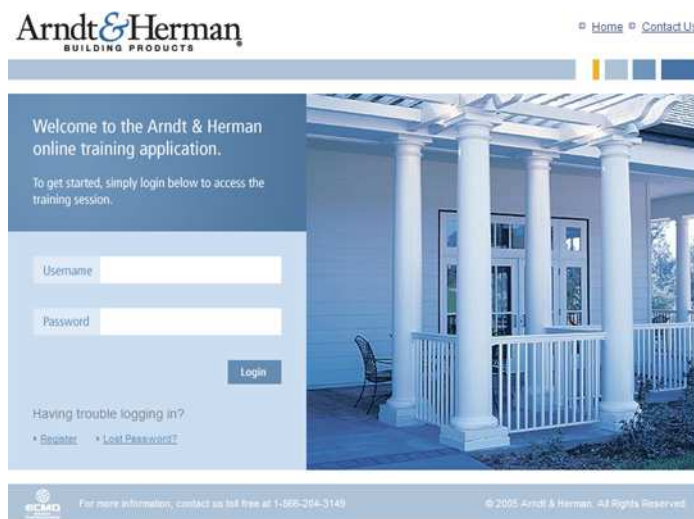 Arndt&Herman
BUILDING PRODUCTS
Home Contact Us
Welcome to the Arndt & Herman
online training application.
To get started, simply login below to access the
training session.
Username
Password
Login
Having trouble logging in?
Register Lost Password?
ECMD
For more information, contact us toll free at 1-866-204-3149
© 2005 Arndt & Herman. All Rights Reserved